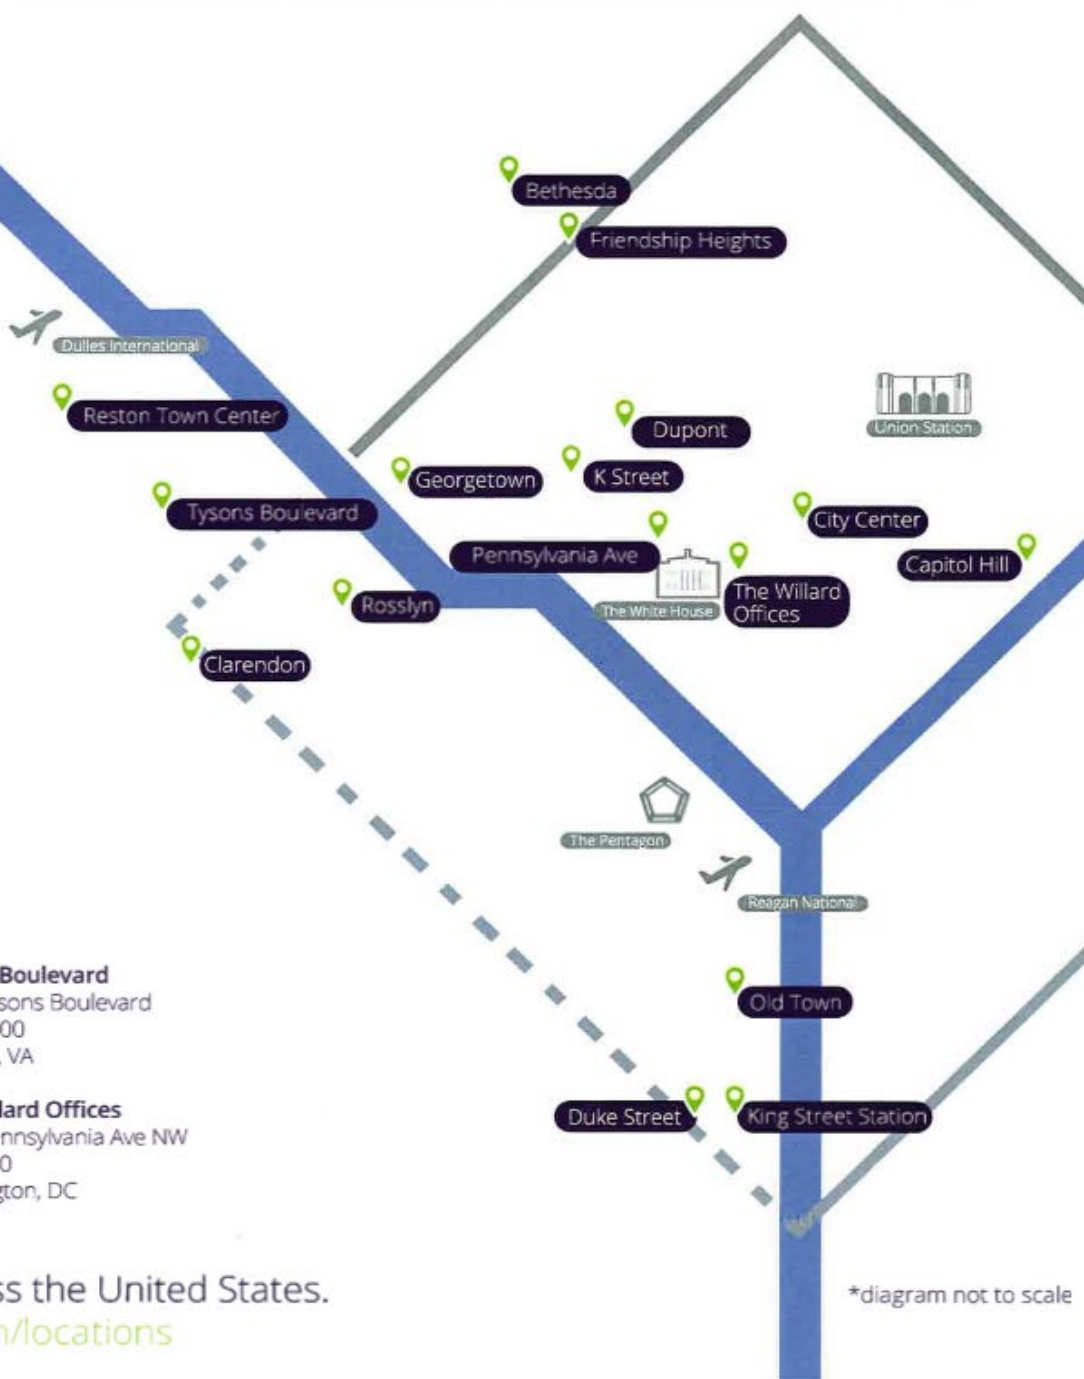 Bethesda
Friendship Heights
Dulles International
Reston Town Center
Dupont
Union Station
Georgetown
K Street
Tysons Boulevard
City Center
Pennsylvania Ave
Capitol Hill
The Willard
Offices
Rosslyn
The White House
Clarendon
The Pentagon
Reagan National
Old Town
Duke Street
King Street Station
Boulevard
sons Boulevard
00
, VA
lard Offices
nnsylvania Ave NW
0
gton, DC
ss the United States.
n/locations
*diagram not to scale